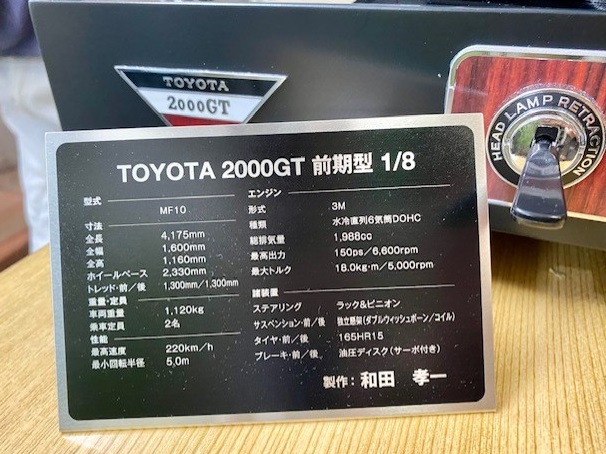 TOYOTA
2000GT
HEAD LAMP RETRACTION
TOYOTA 2000GT 前期型 1/8
型式
MF10
寸法
全長 4,175mm
全幅 1,600mm
全高 1,160mm
ホイールベース 2,330mm
トレッド・前／後 1,300mm／1,300mm
重量・定員
車両重量 1,120kg
乗車定員 2名
性能
最高速度 220km/h
最小回転半径 5.0m
エンジン
形式 3M
種類 水冷直列6気筒DOHC
総排気量 1,988cc
最高出力 150ps/6,600rpm
最大トルク 18.0kg·m/5,000rpm
諸装置
ステアリング ラック&ピニオン
サスペンション・前／後 独立懸架(ダブルウィッシュボーン／コイル)
タイヤ・前／後 165HR15
ブレーキ・前／後 油圧ディスク(サーボ付き)
製作：和田 孝一